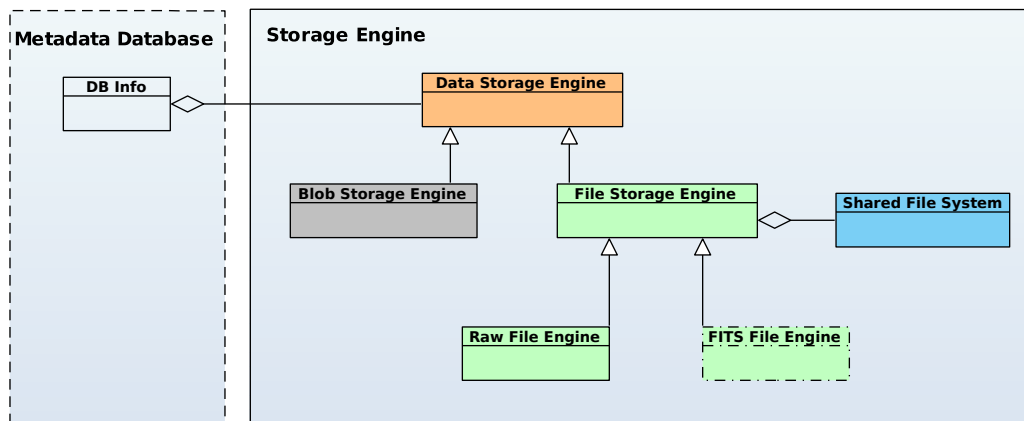 Metadata Database
Storage Engine
DB Info
Data Storage Engine
Blob Storage Engine
File Storage Engine
Shared File System
Raw File Engine
FITS File Engine